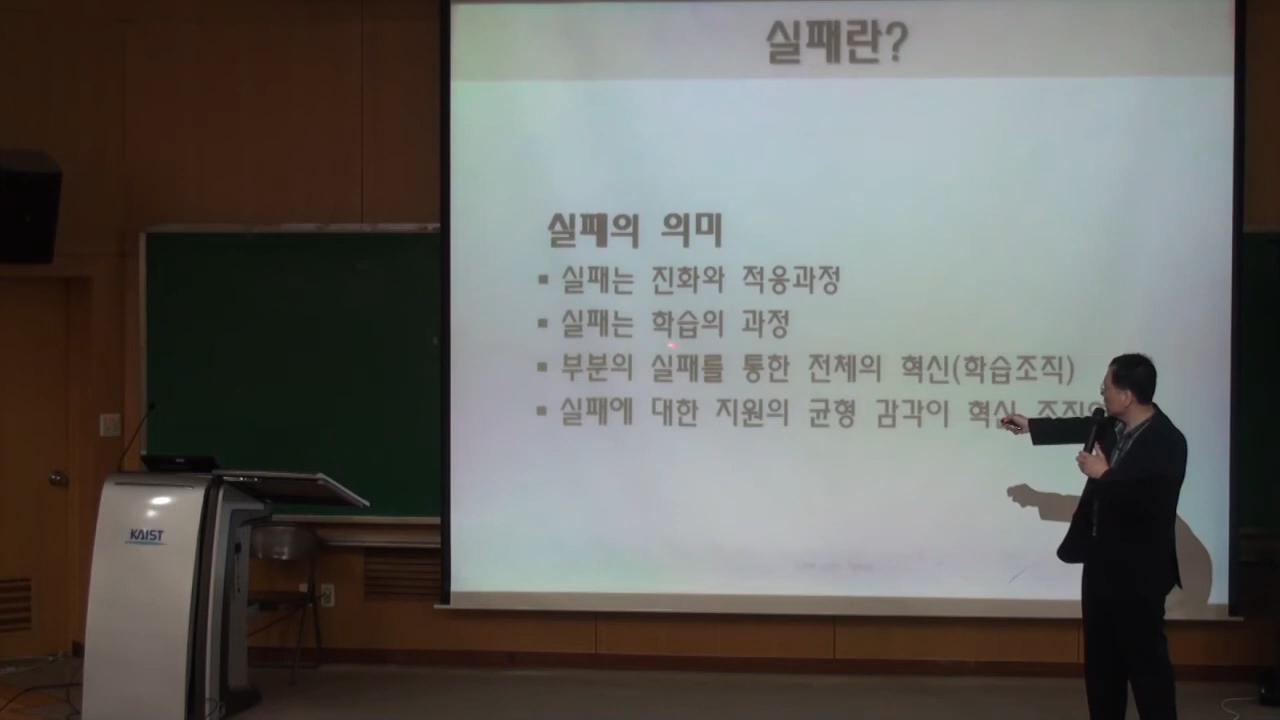 실패란?
실패의 의미
▪ 실패는 진화와 적응과정
▪ 실패는 학습의 과정
▪ 부분의 실패를 통한 전체의 혁신(학습조직)
▪ 실패에 대한 지원의 균형 감각이 혁신
KAIST